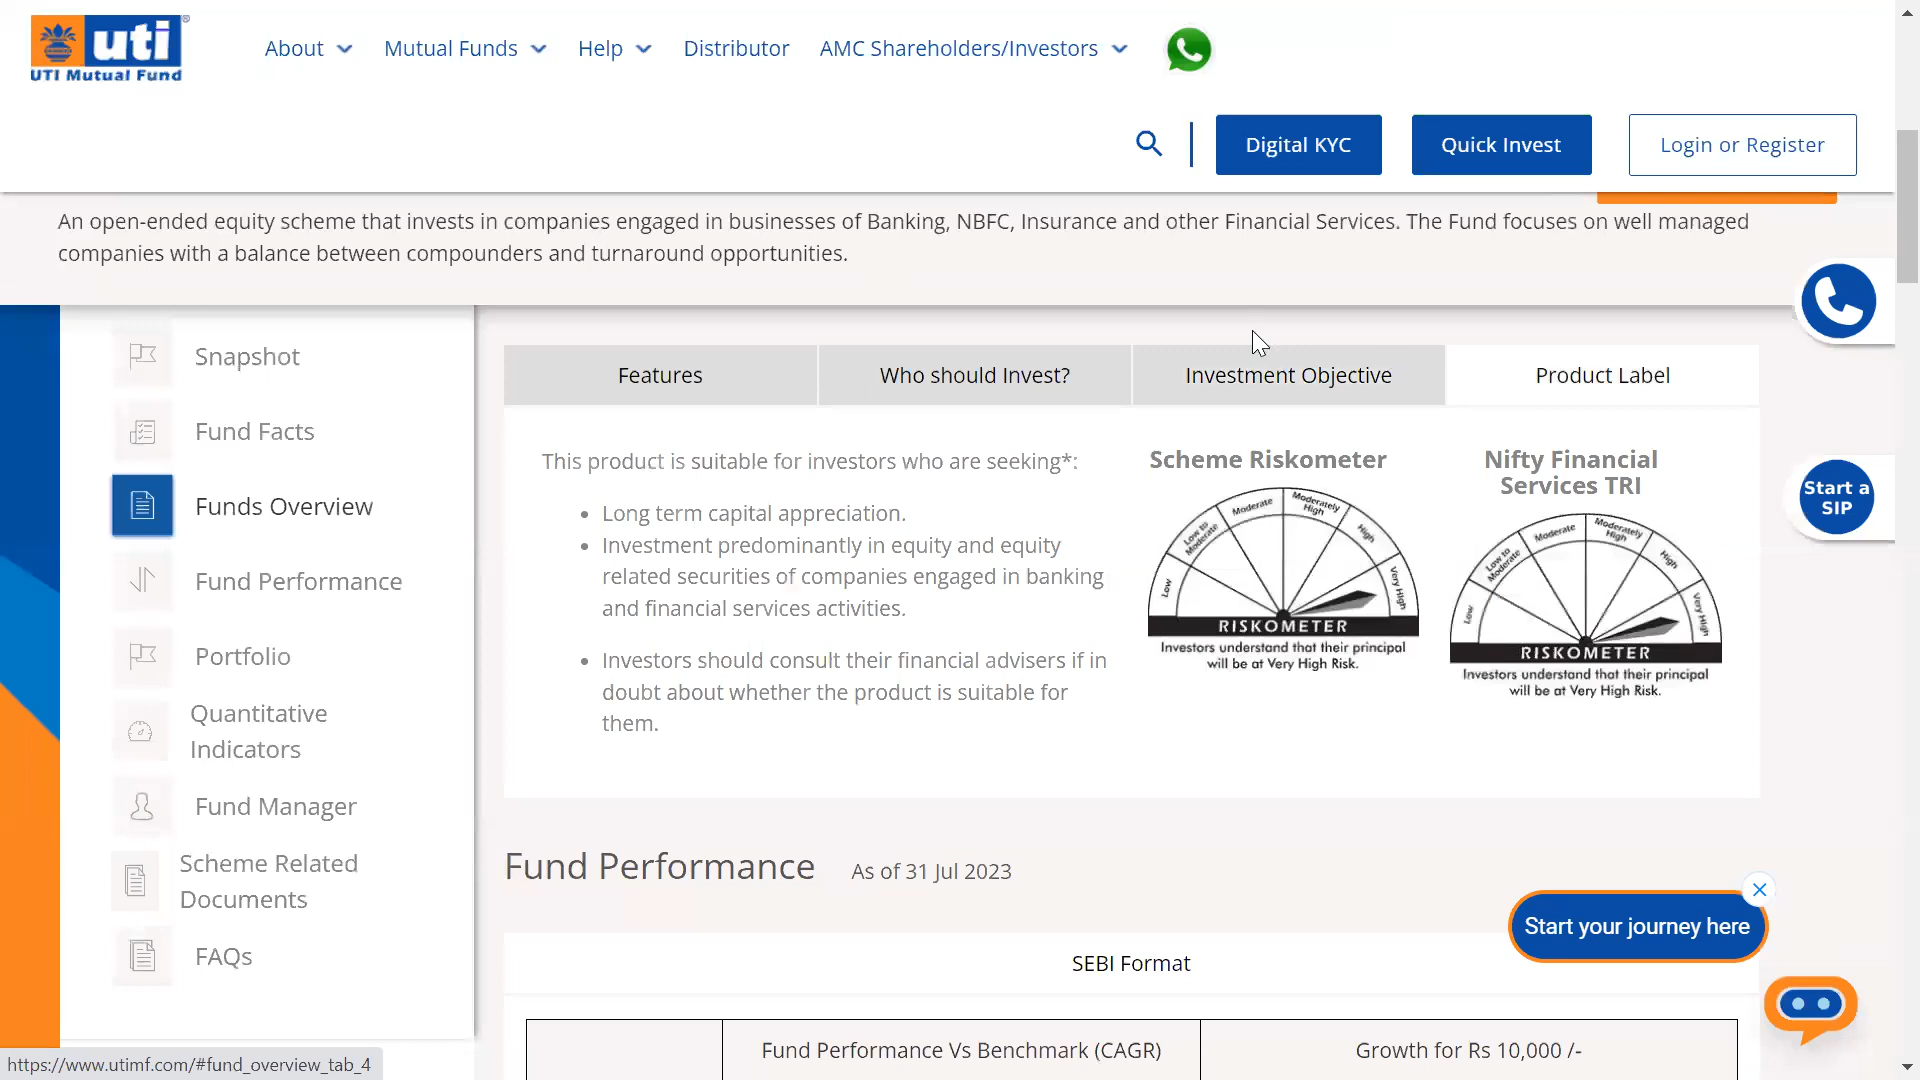 uti
UTI Mutual Fund
About
Mutual Funds
Help
Distributor
AMC Shareholders/Investors
Digital KYC
Quick Invest
Login or Register
An open-ended equity scheme that invests in companies engaged in businesses of Banking, NBFC, Insurance and other Financial Services. The Fund focuses on well managed
companies with a balance between compounders and turnaround opportunities.
Snapshot
Fund Facts
Funds Overview
Fund Performance
Portfolio
Quantitative
Indicators
Fund Manager
Scheme Related
Documents
FAQs
Features
Who should Invest?
Investment Objective
Product Label
This product is suitable for investors who are seeking*:
• Long term capital appreciation.
• Investment predominantly in equity and equity
related securities of companies engaged in banking
and financial services activities.
• Investors should consult their financial advisers if in
doubt about whether the product is suitable for
them.
Scheme Riskometer
Low
Low to
Moderate
Moderate
Moderately
High
High
Very High
RISKOMETER
Investors understand that their principal
will be at Very High Risk.
Nifty Financial
Services TRI
Low
Low to
Moderate
Moderate
Moderately
High
High
Very High
RISKOMETER
Investors understand that their principal
will be at Very High Risk.
Start a
SIP
Fund Performance
As of 31 Jul 2023
Start your journey here
SEBI Format
Fund Performance Vs Benchmark (CAGR)
Growth for Rs 10,000 /-
https://www.utimf.com/#fund_overview_tab_4